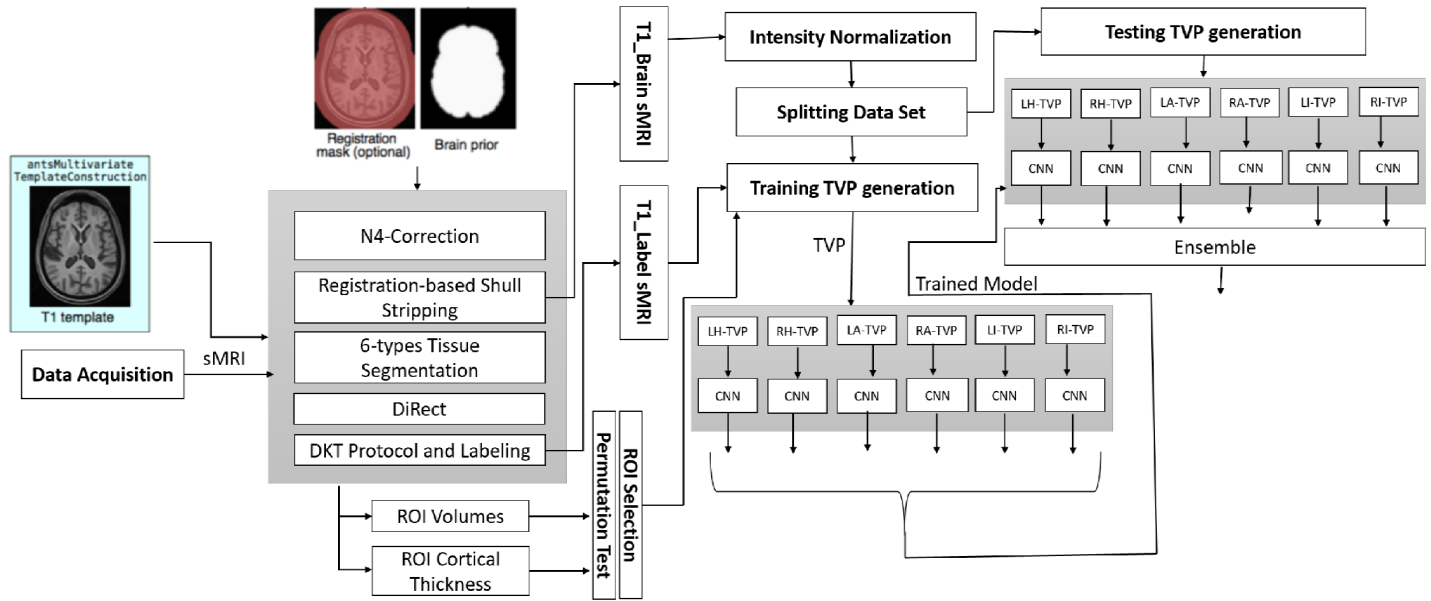 antsMultivariate
TemplateConstruction
T1 template
Data Acquisition
sMRI
Registration
mask (optional)
Brain prior
N4-Correction
Registration-based Shull
Stripping
6-types Tissue
Segmentation
DiRect
DKT Protocol and Labeling
ROI Volumes
ROI Cortical
Thickness
Permutation Test
ROI Selection
T1_Brain sMRI
T1_Label sMRI
Intensity Normalization
Splitting Data Set
Training TVP generation
TVP
LH-TVP
RH-TVP
LA-TVP
RA-TVP
LI-TVP
RI-TVP
CNN
CNN
CNN
CNN
CNN
CNN
Trained Model
Testing TVP generation
LH-TVP
RH-TVP
LA-TVP
RA-TVP
LI-TVP
RI-TVP
CNN
CNN
CNN
CNN
CNN
CNN
Ensemble